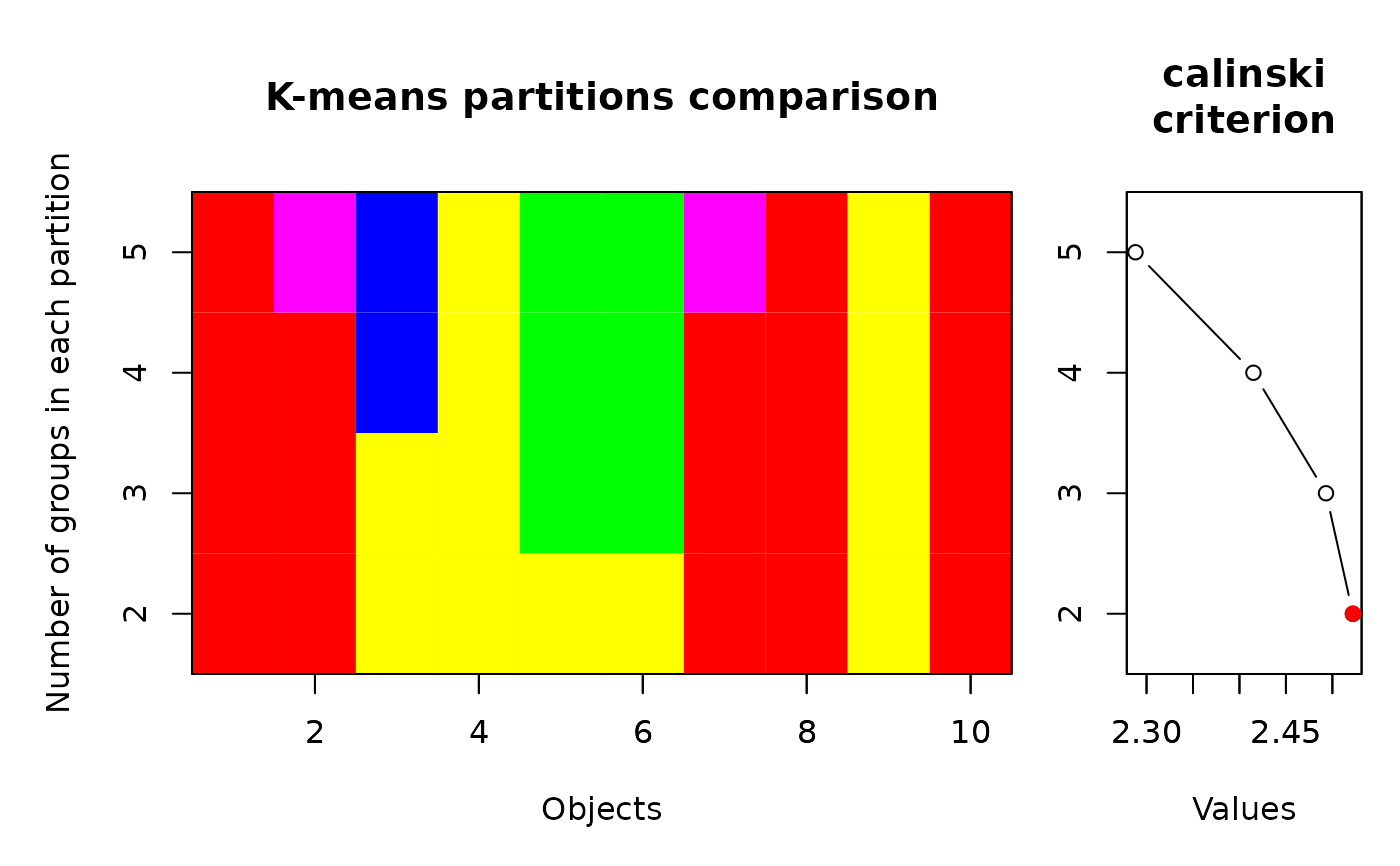 K-means partitions comparison
Number of groups in each partition
5
4
3
2
2 4 6 8 10
Objects
calinski
criterion
5
4
3
2
2.30 2.45
Values